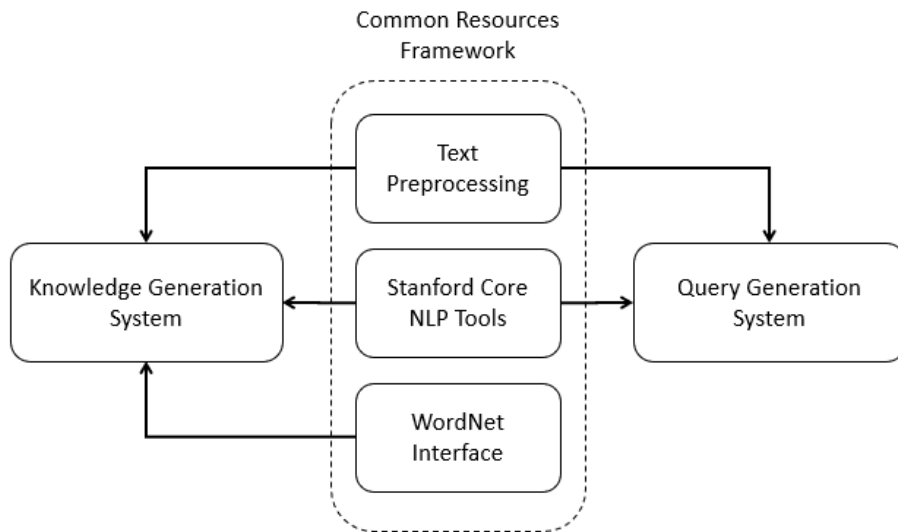 Common Resources
Framework
Text
Preprocessing
Knowledge Generation
System
Stanford Core
NLP Tools
Query Generation
System
WordNet
Interface